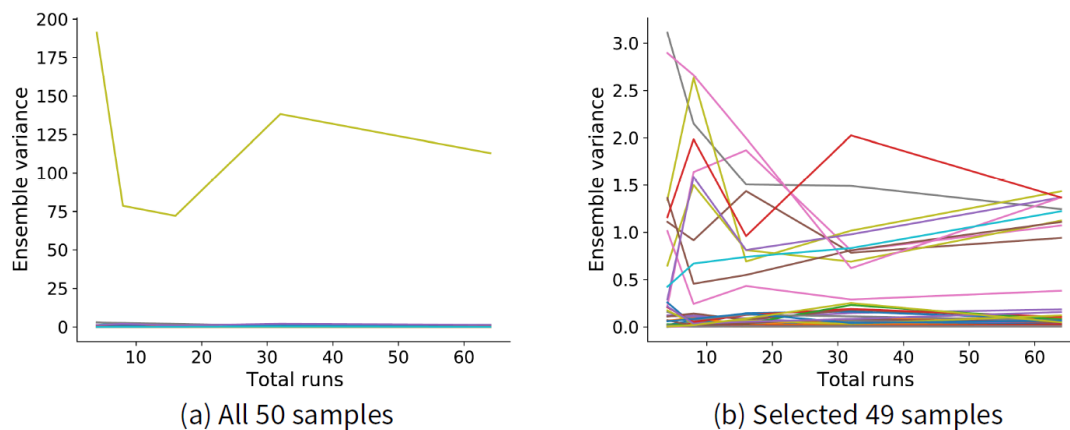 200
175
150
125
100
75
50
25
0
Ensemble variance
10 20 30 40 50 60
Total runs
(a) All 50 samples
3.0
2.5
2.0
1.5
1.0
0.5
0.0
Ensemble variance
10 20 30 40 50 60
Total runs
(b) Selected 49 samples